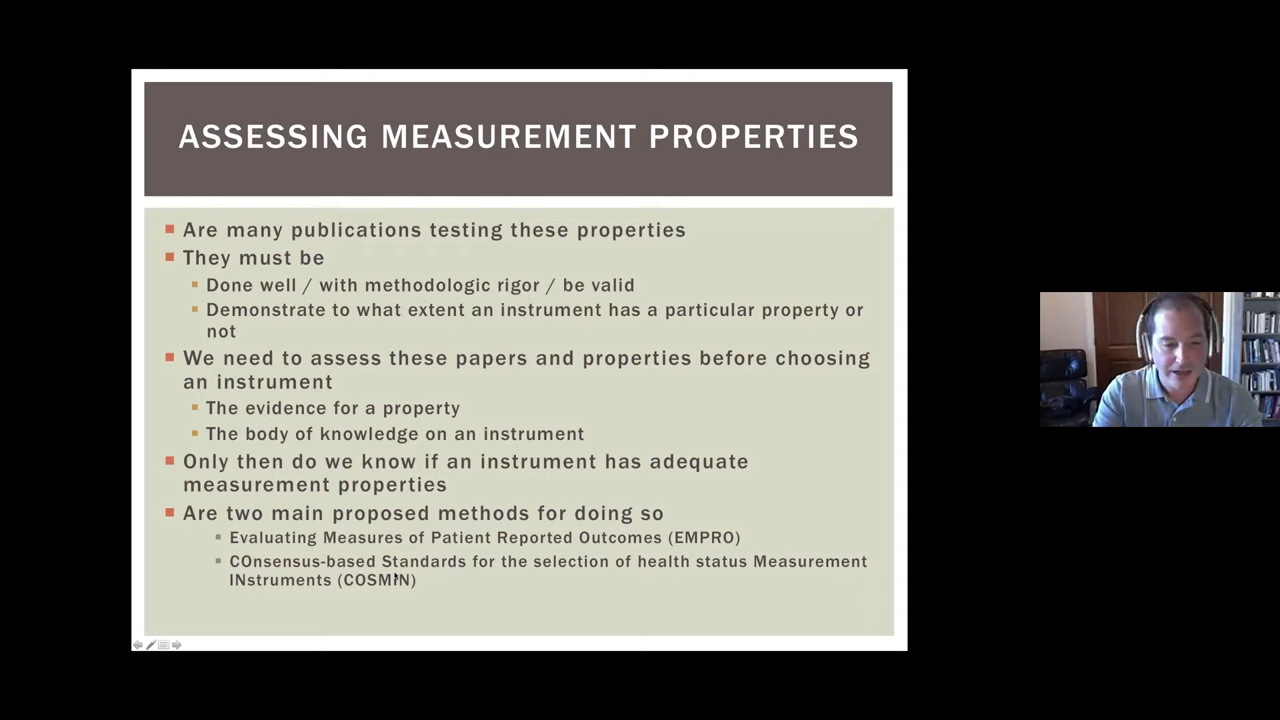 ASSESSING MEASUREMENT PROPERTIES
Are many publications testing these properties
They must be
Done well / with methodologic rigor / be valid
Demonstrate to what extent an instrument has a particular property or
not
We need to assess these papers and properties before choosing
an instrument
The evidence for a property
The body of knowledge on an instrument
Only then do we know if an instrument has adequate
measurement properties
Are two main proposed methods for doing so
Evaluating Measures of Patient Reported Outcomes (EMPRO)
COnsensus-based Standards for the selection of health status Measurement
INstruments (COSMIN)